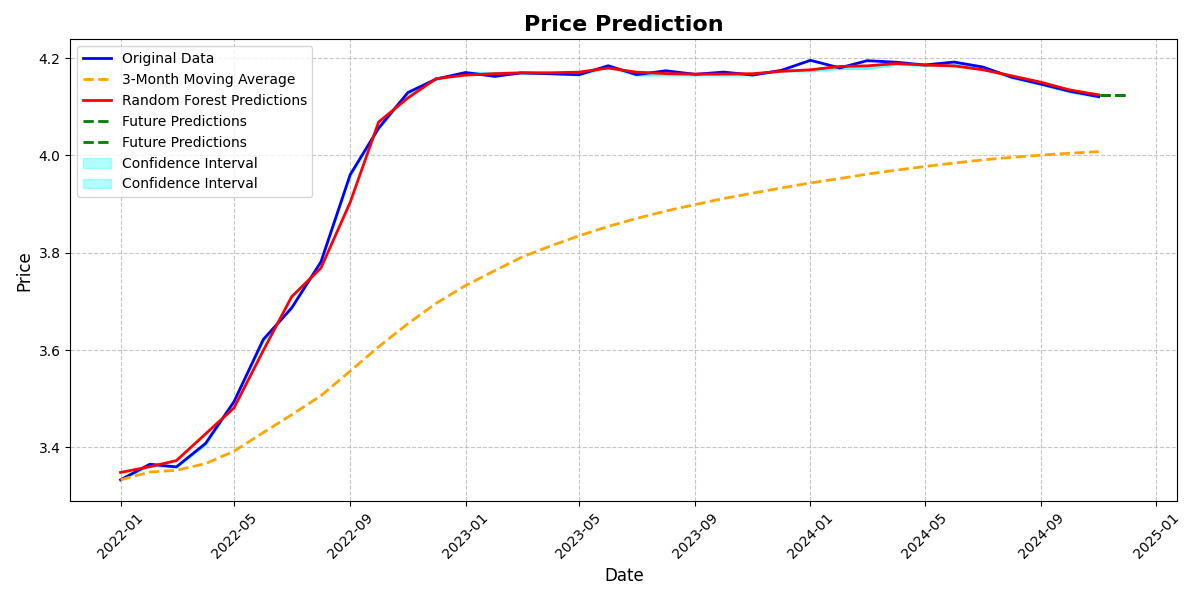 Price Prediction
Original Data
3-Month Moving Average
Random Forest Predictions
Future Predictions
Future Predictions
Confidence Interval
Confidence Interval
Price
4.2
4.0
3.8
3.6
3.4
2022-01
2022-05
2022-09
2023-01
2023-05
2023-09
2024-01
2024-05
2024-09
2025-01
Date